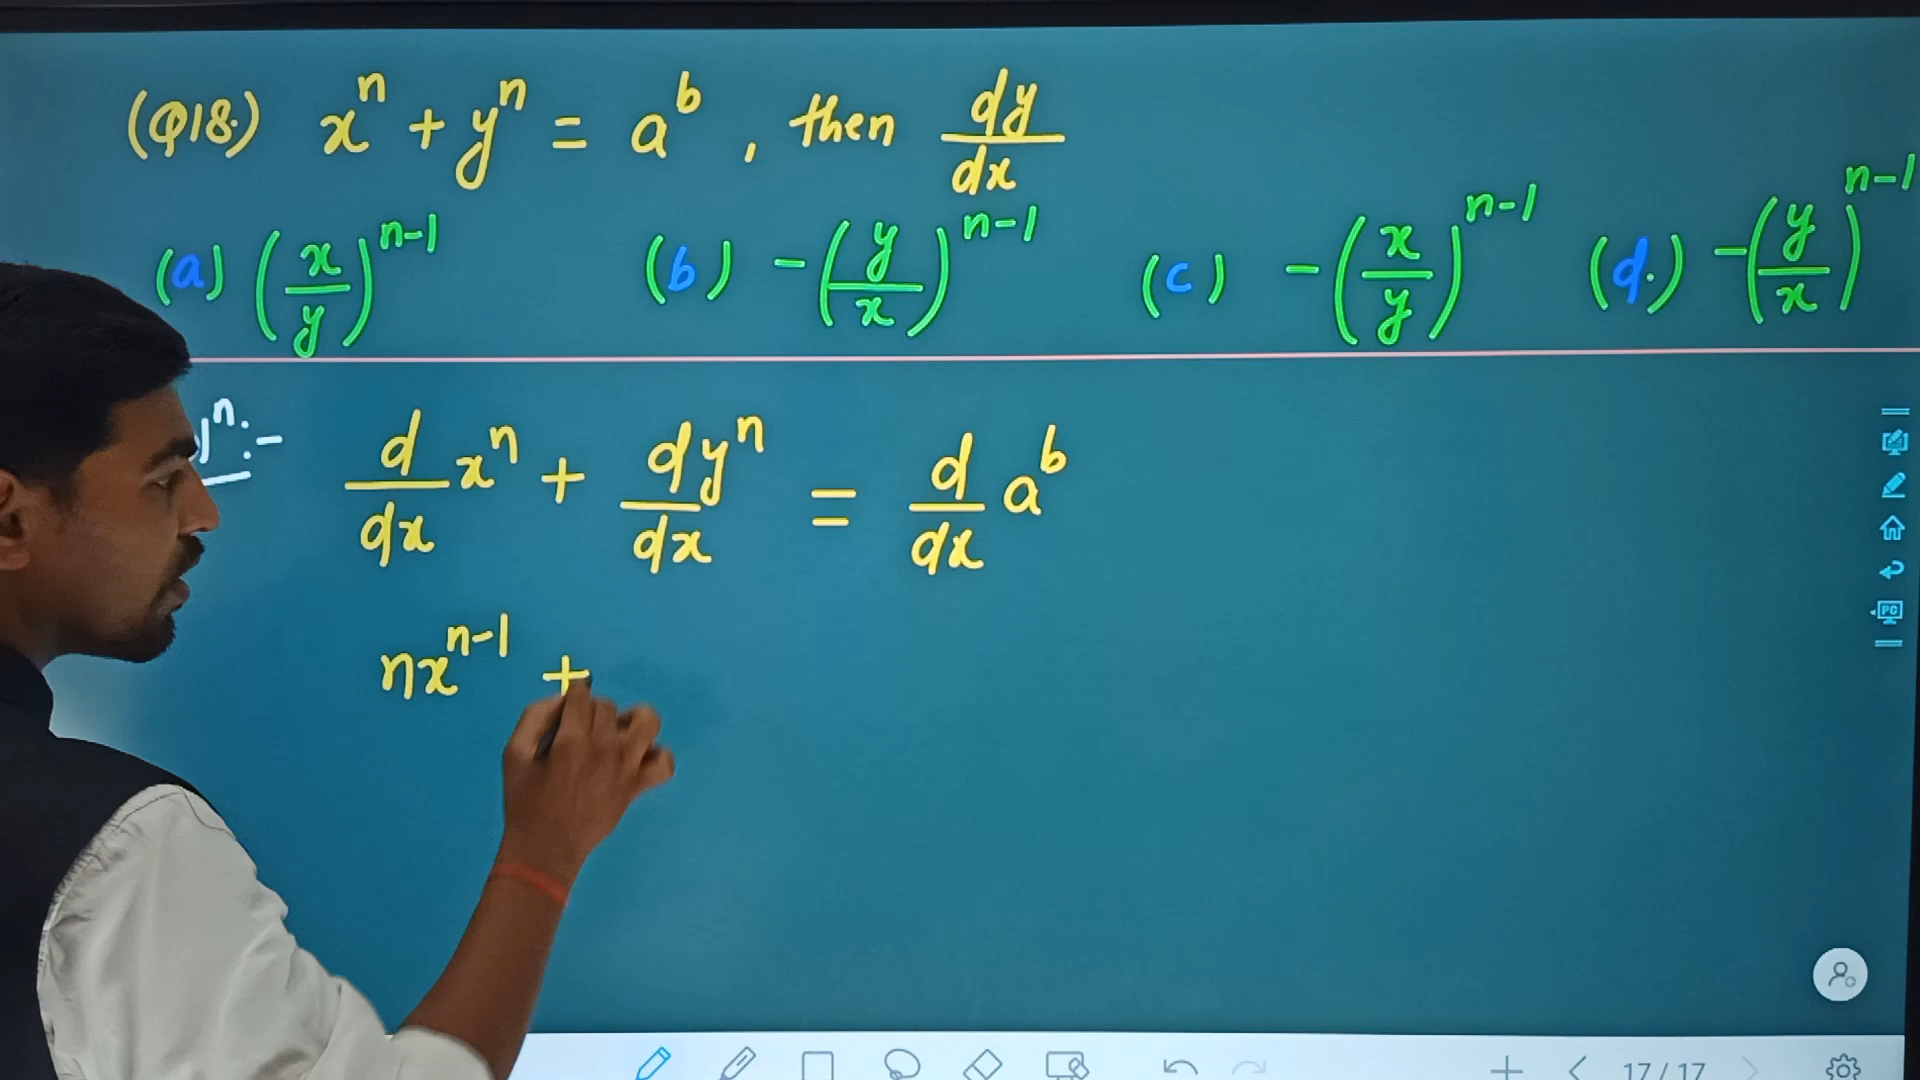 (Q18.) xⁿ + yⁿ = aᵇ, then dy/dx
(a) (x/y)ⁿ⁻¹ (b) -(y/x)ⁿ⁻¹ (c) -(x/y)ⁿ⁻¹ (d.) -(y/x)ⁿ⁻¹
d/dx xⁿ + dyⁿ/dx = d/dx aᵇ
nxⁿ⁻¹ +
PC
17/17